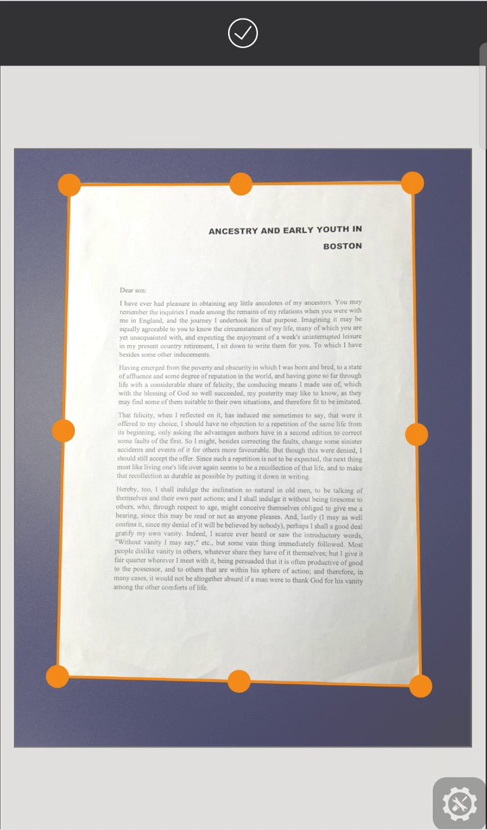 ANCESTRY AND EARLY YOUTH IN
BOSTON
Dear son:
I have ever had pleasure in obtaining any little anecdotes of my ancestors. You may
remember the inquiries I made among the remains of my relations when you were with
me in England, and the journey I undertook for that purpose. Imagining it may be
equally agreeable to you to know the circumstances of my life, many of which you are
yet unacquainted with, and expecting the enjoyment of a week's uninterrupted leisure
in my present country retirement, I sit down to write them for you. To which I have
besides some other inducements.
Having emerged from the poverty and obscurity in which I was born and bred, to a state
of affluence and some degree of reputation in the world, and having gone so far through
life with a considerable share of felicity, the conducing means I made use of, which
with the blessing of God so well succeeded, my posterity may like to know, as they
may find some of them suitable to their own situations, and therefore fit to be imitated.
That felicity, when I reflected on it, has induced me sometimes to say, that were it
offered to my choice, I should have no objection to a repetition of the same life from
its beginning, only asking the advantages authors have in a second edition to correct
some faults of the first. So I might, besides correcting the faults, change some sinister
accidents and events of it for others more favourable. But though this were denied, I
should still accept the offer. Since such a repetition is not to be expected, the next thing
most like living one's life over again seems to be a recollection of that life, and to make
that recollection as durable as possible by putting it down in writing.
Hereby, too, I shall indulge the inclination so natural in old men, to be talking of
themselves and their own past actions; and I shall indulge it without being tiresome to
others, who, through respect to age, might conceive themselves obliged to give me a
hearing, since this may be read or not as anyone pleases. And, lastly (I may as well
confess it, since my denial of it will be believed by nobody), perhaps I shall a good deal
gratify my own vanity. Indeed, I scarce ever heard or saw the introductory words,
"Without vanity I may say," etc., but some vain thing immediately followed. Most
people dislike vanity in others, whatever share they have of it themselves; but I give it
fair quarter wherever I meet with it, being persuaded that it is often productive of good
to the possessor, and to others that are within his sphere of action; and therefore, in
many cases, it would not be altogether absurd if a man were to thank God for his vanity
among the other comforts of life.